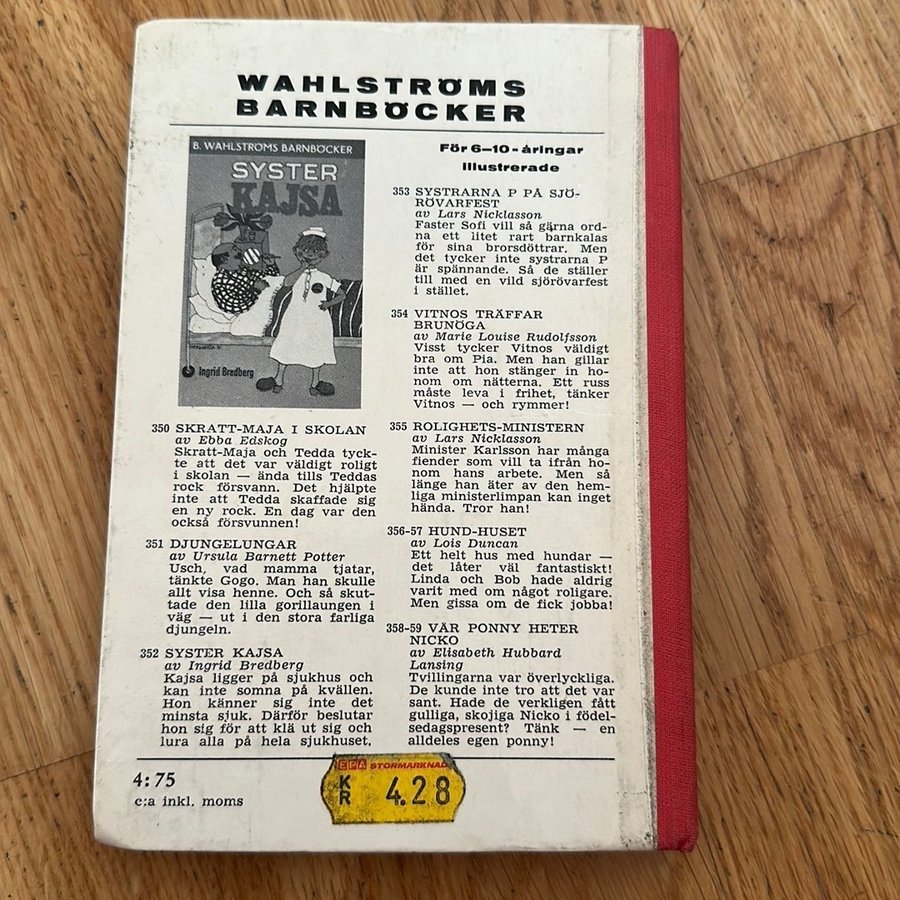 WAHLSTRÖMS
BARNBÖCKER
B. WAHLSTRÖMS BARNBÖCKER
SYSTER
KAJSA
Ingrid Bredberg
350 SKRATT-MAJA I SKOLAN
av Ebba Edskog
Skratt-Maja och Tedda tyck-
te att det var väldigt roligt
i skolan — ända tills Teddas
rock försvann. Det hjälpte
inte att Tedda skaffade sig
en ny rock. En dag var den
också försvunnen!
351 DJUNGELUNGAR
av Ursula Barnett Potter
Usch, vad mamma tjatar,
tänkte Gogo. Man han skulle
allt visa henne. Och så skut-
tade den lilla gorillaungen i
väg — ut i den stora farliga
djungeln.
352 SYSTER KAJSA
av Ingrid Bredberg
Kajsa ligger på sjukhus och
kan inte somna på kvällen.
Hon känner sig inte det
minsta sjuk. Därför beslutar
hon sig för att klä ut sig och
lura alla på hela sjukhuset.
För 6–10-åringar
illustrerade
353 SYSTRARNA P PÅ SJÖ-
RÖVARFEST
av Lars Nicklasson
Faster Sofi vill så gärna ord-
na ett litet rart barnkalas
för sina brorsdöttrar. Men
det tycker inte systrarna P
är spännande. Så de ställer
till med en vild sjörövarfest
i stället.
354 VITNOS TRÄFFAR
BRUNÖGA
av Marie Louise Rudolfsson
Visst tycker Vitnos väldigt
bra om Pia. Men han gillar
inte att hon stänger in ho-
nom om nätterna. Ett russ
måste leva i frihet, tänker
Vitnos — och rymmer!
355 ROLIGHETS-MINISTERN
av Lars Nicklasson
Minister Karlsson har många
fiender som vill ta ifrån ho-
nom hans arbete. Men så
länge han äter av den hem-
liga ministerlimpan kan inget
hända. Tror han!
356-57 HUND-HUSET
av Lois Duncan
Ett helt hus med hundar —
det låter väl fantastiskt!
Linda och Bob hade aldrig
varit med om något roligare.
Men gissa om de fick jobba!
358-59 VÅR PONNY HETER
NICKO
av Elisabeth Hubbard
Lansing
Tvillingarna var överlyckliga.
De kunde inte tro att det var
sant. Hade de verkligen fått
gulliga, skojiga Nicko i födel-
sedagspresent? Tänk — en
alldeles egen ponny!
4:75
c:a inkl. moms
EPA STORMARKNAD
KR 4.28